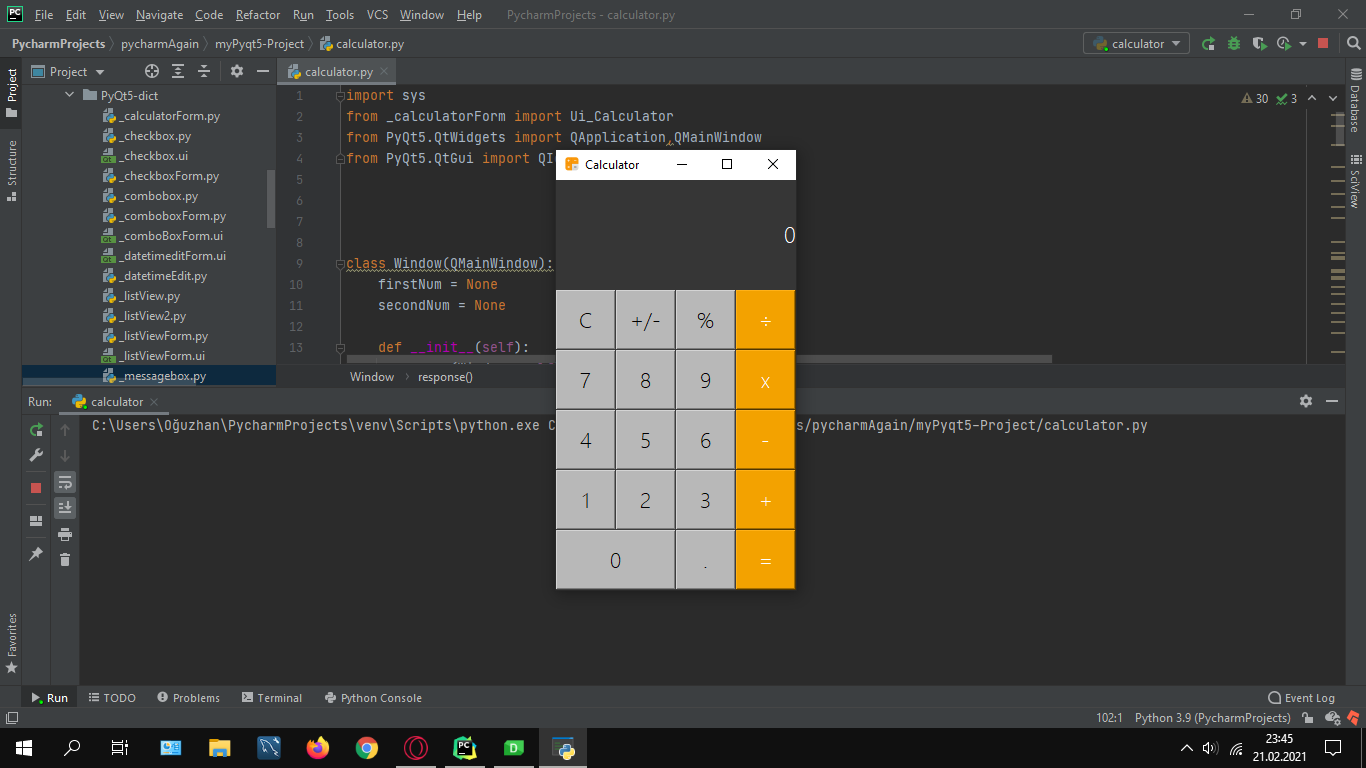 PC File Edit View Navigate Code Refactor Run Tools VCS Window Help PycharmProjects - calculator.py
PycharmProjects pycharmAgain myPyqt5-Project calculator.py calculator
Project
Project
calculator.py
PyQt5-dict
_calculatorForm.py
_checkbox.py
_checkbox.ui
_checkboxForm.py
_combobox.py
_comboboxForm.py
_comboBoxForm.ui
_datetimeditForm.ui
_datetimeEdit.py
_listView.py
_listView2.py
_listViewForm.py
_listViewForm.ui
_messagebox.py
Structure
Favorites
1 import sys
2 from _calculatorForm import Ui_Calculator
3 from PyQt5.QtWidgets import QApplication,QMainWindow
4 from PyQt5.QtGui import
5
6
7
8
9 class Window(QMainWindow):
10 firstNum = None
11 secondNum = None
12
13 def __init__(self):
30 3
Database
SciView
Window response()
Calculator
0
C +/- % ÷
7 8 9 x
4 5 6 -
1 2 3 +
0 . =
Run: calculator
C:\Users\Oğuzhan\PycharmProjects\venv\Scripts\python.exe C s/pycharmAgain/myPyqt5-Project/calculator.py
Run TODO Problems Terminal Python Console Event Log
102:1 Python 3.9 (PycharmProjects)
PC D
23:45
21.02.2021